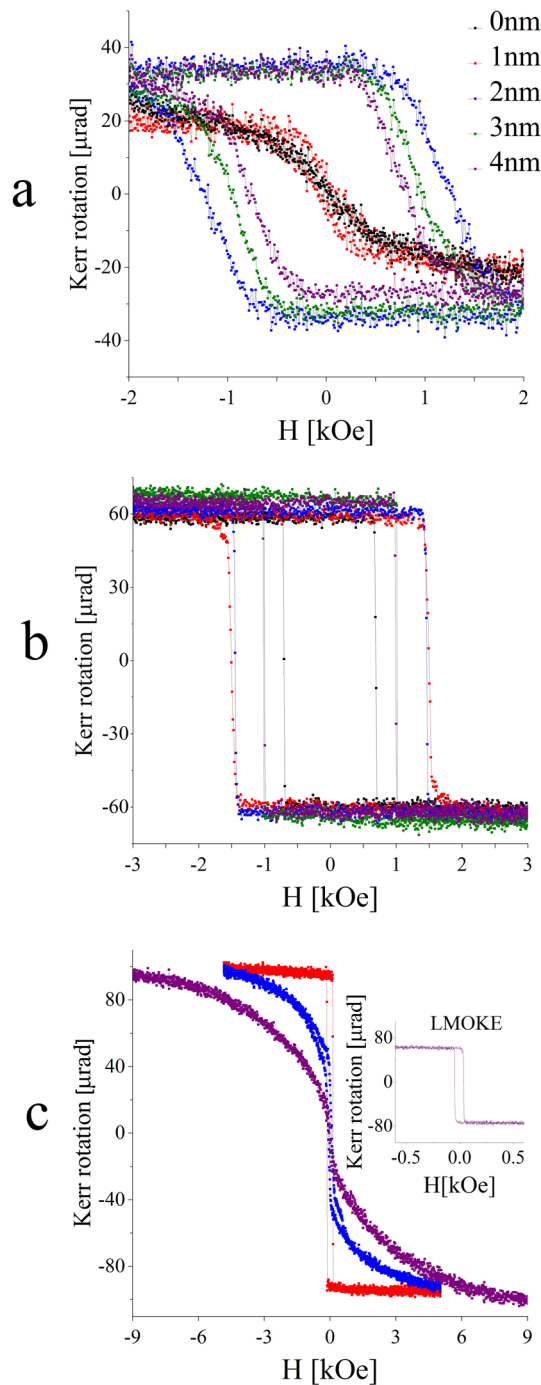 0nm
1nm
2nm
3nm
4nm
a
Kerr rotation [μrad]
40
20
0
-20
-40
-2
-1
0
1
2
H [kOe]
b
Kerr rotation [μrad]
60
30
0
-30
-60
-3
-2
-1
0
1
2
3
H [kOe]
c
Kerr rotation [μrad]
80
40
0
-40
-80
-9
-6
-3
0
3
6
9
H [kOe]
LMOKE
Kerr rotation [μrad]
80
0
-80
-0.5
0.0
0.5
H[kOe]